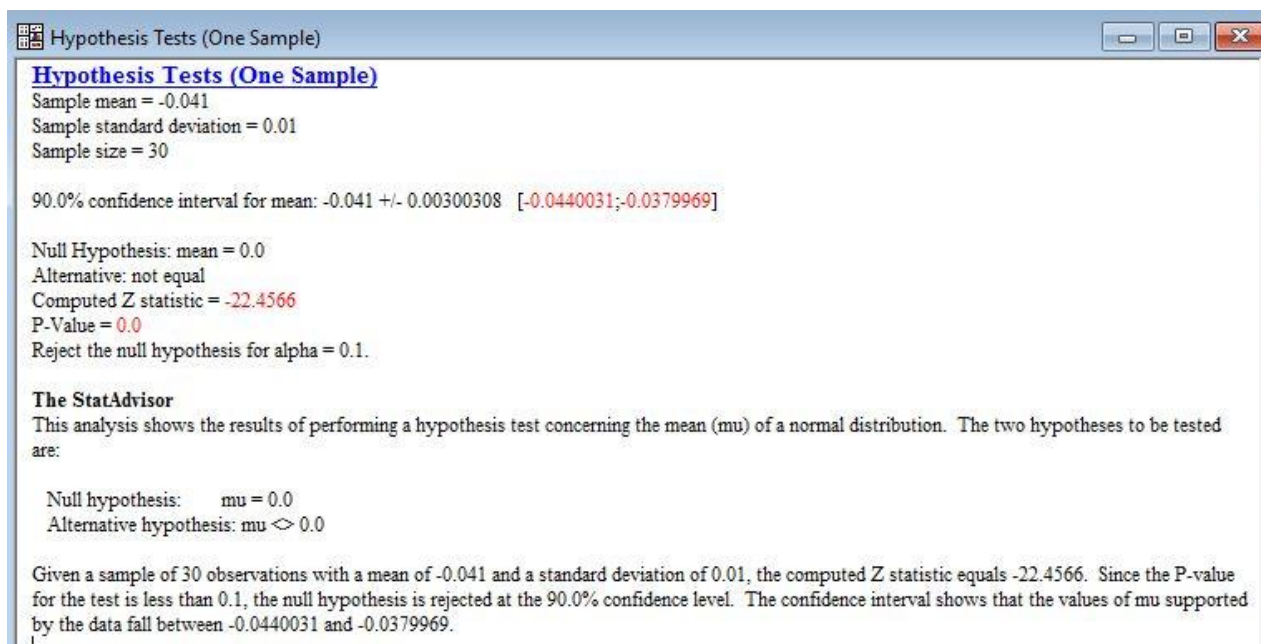 Hypothesis Tests (One Sample)
Hypothesis Tests (One Sample)
Sample mean = -0.041
Sample standard deviation = 0.01
Sample size = 30
90.0% confidence interval for mean: -0.041 +/- 0.00300308 [-0.0440031;-0.0379969]
Null Hypothesis: mean = 0.0
Alternative: not equal
Computed Z statistic = -22.4566
P-Value = 0.0
Reject the null hypothesis for alpha = 0.1.
The StatAdvisor
This analysis shows the results of performing a hypothesis test concerning the mean (mu) of a normal distribution. The two hypotheses to be tested
are:
Null hypothesis: mu = 0.0
Alternative hypothesis: mu <> 0.0
Given a sample of 30 observations with a mean of -0.041 and a standard deviation of 0.01, the computed Z statistic equals -22.4566. Since the P-value
for the test is less than 0.1, the null hypothesis is rejected at the 90.0% confidence level. The confidence interval shows that the values of mu supported
by the data fall between -0.0440031 and -0.0379969.